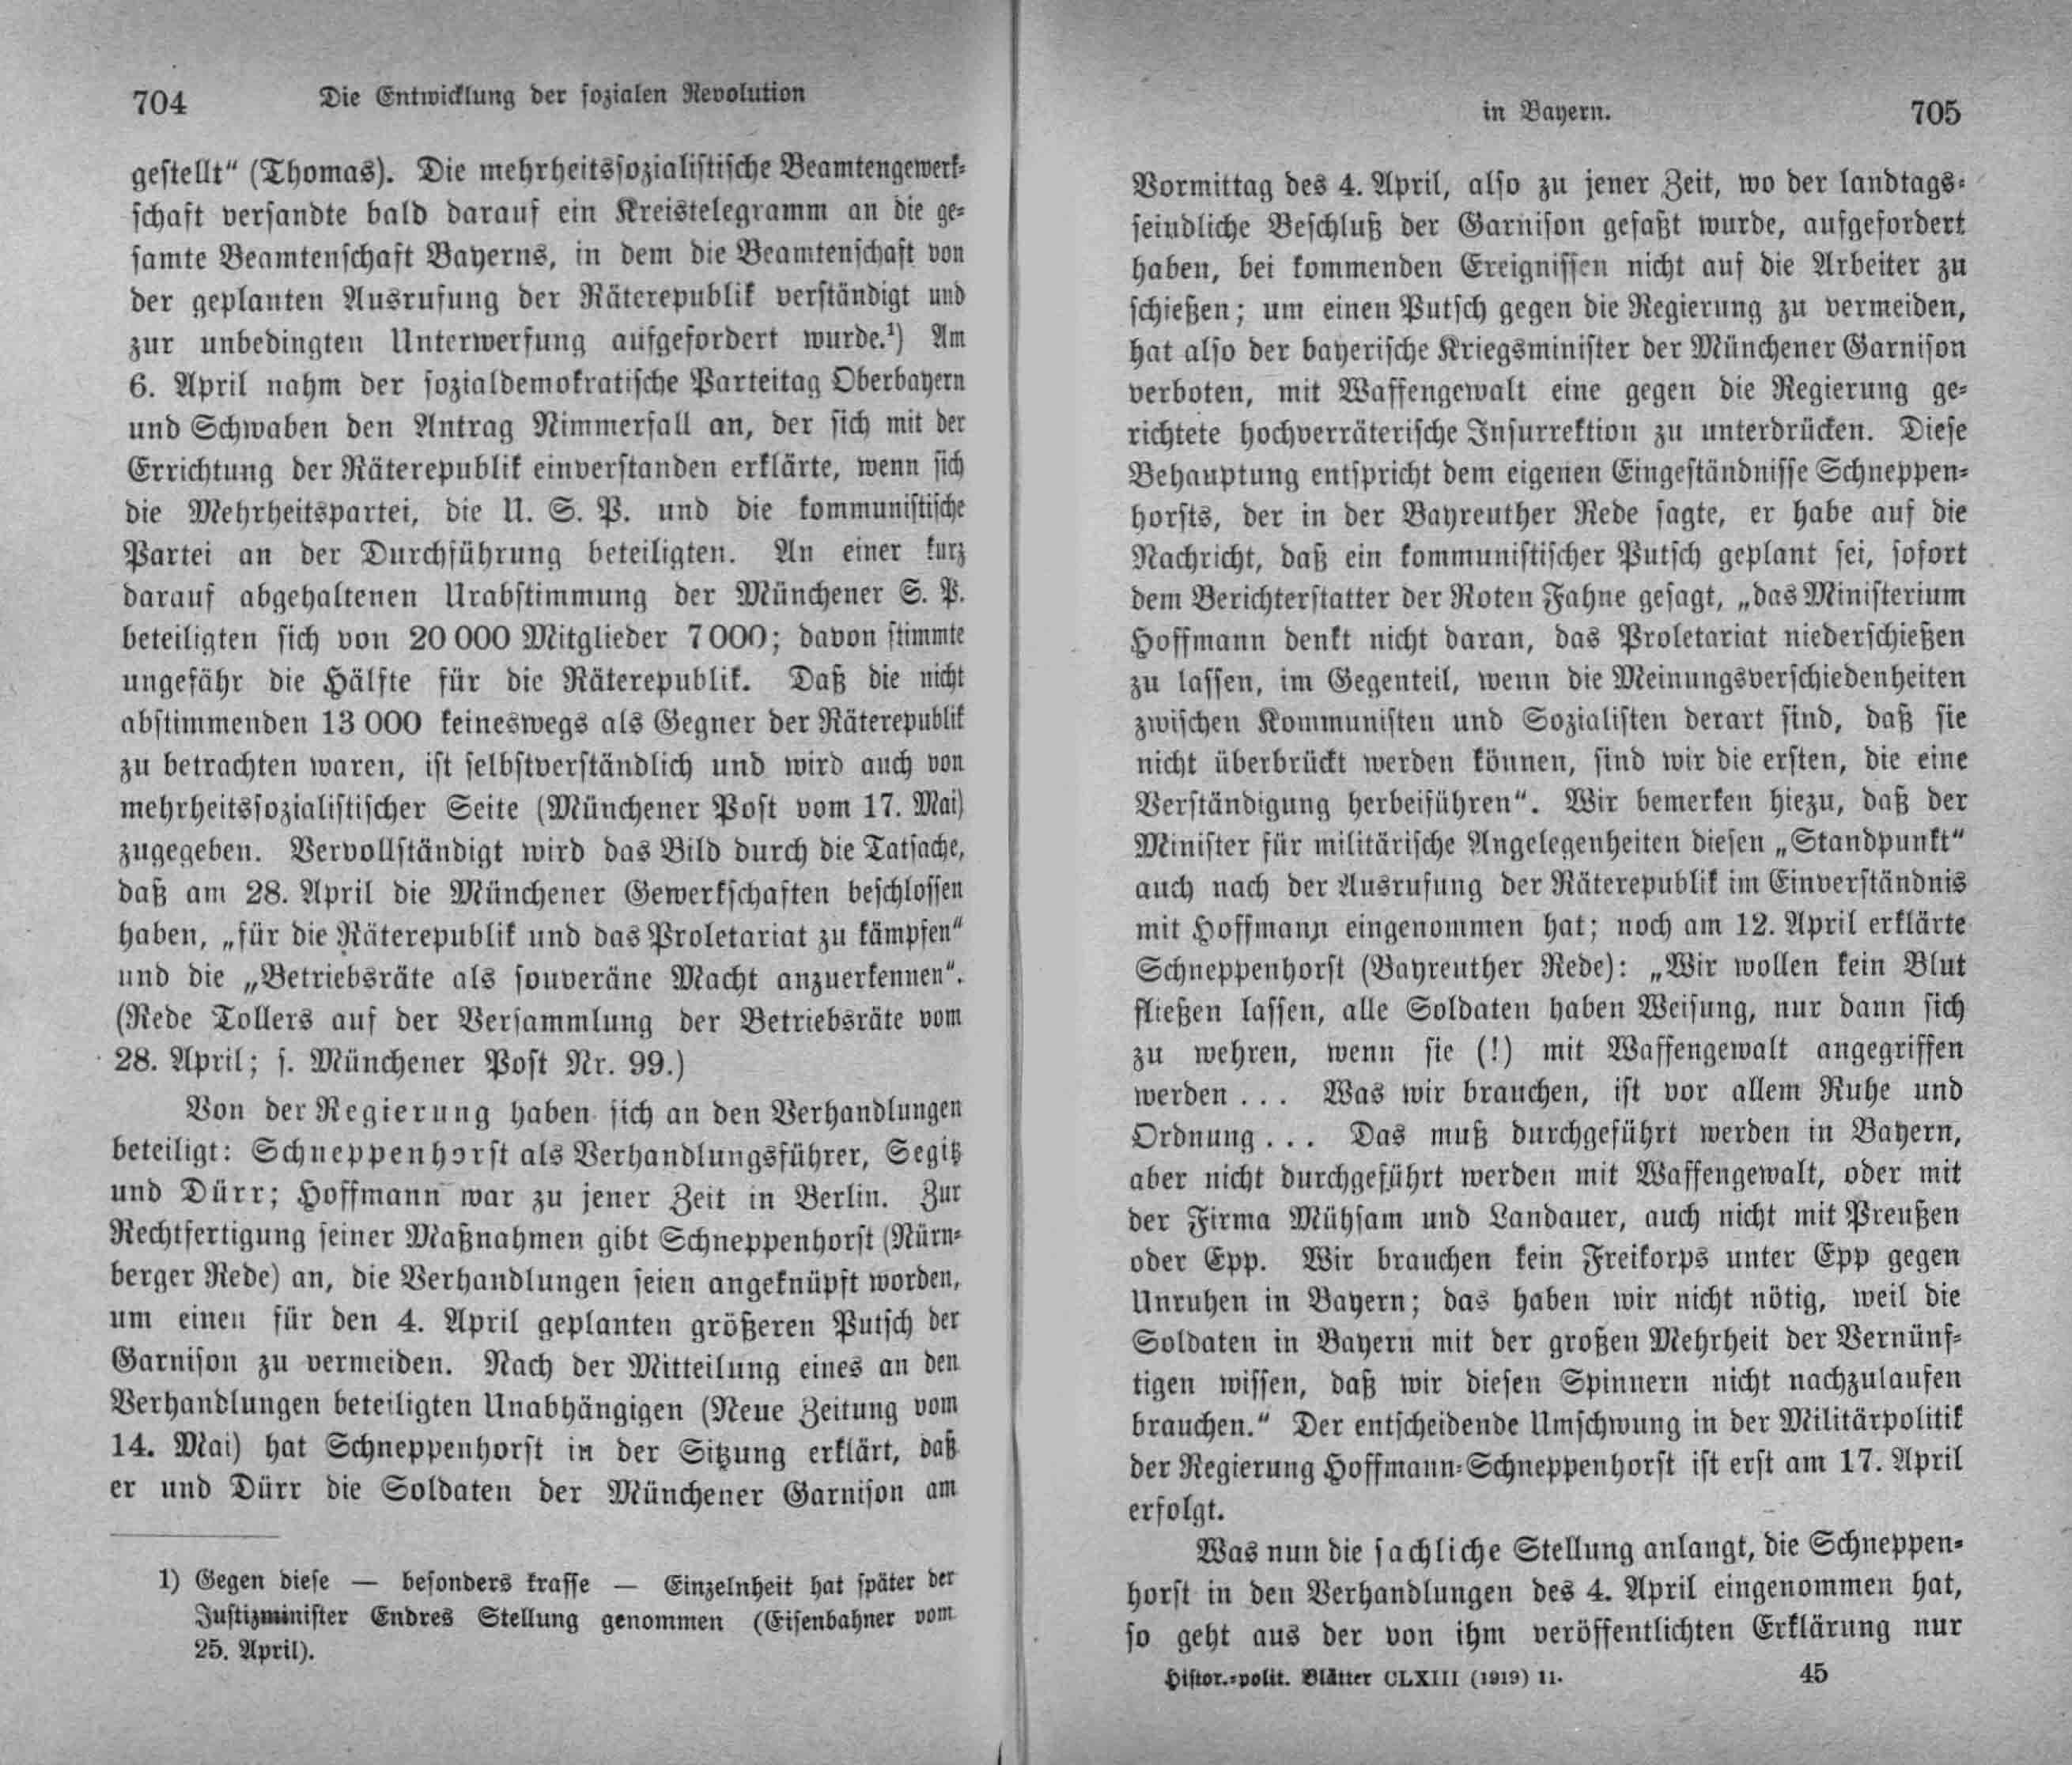 704
Die Entwicklung der sozialen Revolution
gestellt“ (Thomas). Die mehrheitssozialistische Beamtengewerk-
schaft versandte bald darauf ein Kreistelegramm an die ge-
samte Beamtenschaft Bayerns, in dem die Beamtenschaft von
der geplanten Ausrufung der Räterepublik verständigt und
zur unbedingten Unterwerfung aufgefordert wurde.¹) Am
6. April nahm der sozialdemokratische Parteitag Oberbayern
und Schwaben den Antrag Nimmerfall an, der sich mit der
Errichtung der Räterepublik einverstanden erklärte, wenn sich
die Mehrheitspartei, die U. S. P. und die kommunistische
Partei an der Durchführung beteiligten. An einer kurz
darauf abgehaltenen Urabstimmung der Münchener S. P.
beteiligten sich von 20 000 Mitglieder 7 000; davon stimmte
ungefähr die Hälfte für die Räterepublik. Daß die nicht
abstimmenden 13 000 keineswegs als Gegner der Räterepublik
zu betrachten waren, ist selbstverständlich und wird auch von
mehrheitssozialistischer Seite (Münchener Post vom 17. Mai)
zugegeben. Vervollständigt wird das Bild durch die Tatsache,
daß am 28. April die Münchener Gewerkschaften beschlossen
haben, „für die Räterepublik und das Proletariat zu kämpfen“
und die „Betriebsräte als souveräne Macht anzuerkennen“.
(Rede Tollers auf der Versammlung der Betriebsräte vom
28. April; s. Münchener Post Nr. 99.)
Von der Regierung haben sich an den Verhandlungen
beteiligt: Schneppenhorst als Verhandlungsführer, Segitz
und Dürr; Hoffmann war zu jener Zeit in Berlin. Zur
Rechtfertigung seiner Maßnahmen gibt Schneppenhorst (Nürn-
berger Rede) an, die Verhandlungen seien angeknüpft worden,
um einen für den 4. April geplanten größeren Putsch der
Garnison zu vermeiden. Nach der Mitteilung eines an den
Verhandlungen beteiligten Unabhängigen (Neue Zeitung vom
14. Mai) hat Schneppenhorst in der Sitzung erklärt, daß
er und Dürr die Soldaten der Münchener Garnison am
1) Gegen diese — besonders krasse — Einzelnheit hat später der
Justizminister Endres Stellung genommen (Eisenbahner vom
25. April).
in Bayern.
705
Vormittag des 4. April, also zu jener Zeit, wo der landtags-
feindliche Beschluß der Garnison gefaßt wurde, aufgefordert
haben, bei kommenden Ereignissen nicht auf die Arbeiter zu
schießen; um einen Putsch gegen die Regierung zu vermeiden,
hat also der bayerische Kriegsminister der Münchener Garnison
verboten, mit Waffengewalt eine gegen die Regierung ge-
richtete hochverräterische Insurrektion zu unterdrücken. Diese
Behauptung entspricht dem eigenen Eingeständnisse Schneppen-
horsts, der in der Bayreuther Rede sagte, er habe auf die
Nachricht, daß ein kommunistischer Putsch geplant sei, sofort
dem Berichterstatter der Roten Fahne gesagt, „das Ministerium
Hoffmann denkt nicht daran, das Proletariat niederschießen
zu lassen, im Gegenteil, wenn die Meinungsverschiedenheiten
zwischen Kommunisten und Sozialisten derart sind, daß sie
nicht überbrückt werden können, sind wir die ersten, die eine
Verständigung herbeiführen“. Wir bemerken hiezu, daß der
Minister für militärische Angelegenheiten diesen „Standpunkt“
auch nach der Ausrufung der Räterepublik im Einverständnis
mit Hoffmann eingenommen hat; noch am 12. April erklärte
Schneppenhorst (Bayreuther Rede): „Wir wollen kein Blut
fließen lassen, alle Soldaten haben Weisung, nur dann sich
zu wehren, wenn sie (!) mit Waffengewalt angegriffen
werden . . . Was wir brauchen, ist vor allem Ruhe und
Ordnung . . . Das muß durchgeführt werden in Bayern,
aber nicht durchgeführt werden mit Waffengewalt, oder mit
der Firma Mühsam und Landauer, auch nicht mit Preußen
oder Epp. Wir brauchen kein Freikorps unter Epp gegen
Unruhen in Bayern; das haben wir nicht nötig, weil die
Soldaten in Bayern mit der großen Mehrheit der Vernünf-
tigen wissen, daß wir diesen Spinnern nicht nachzulaufen
brauchen.“ Der entscheidende Umschwung in der Militärpolitik
der Regierung Hoffmann-Schneppenhorst ist erst am 17. April
erfolgt.
Was nun die sachliche Stellung anlangt, die Schneppen-
horst in den Verhandlungen des 4. April eingenommen hat,
so geht aus der von ihm veröffentlichten Erklärung nur
Histor.-polit. Blätter CLXIII (1919) 11.
45